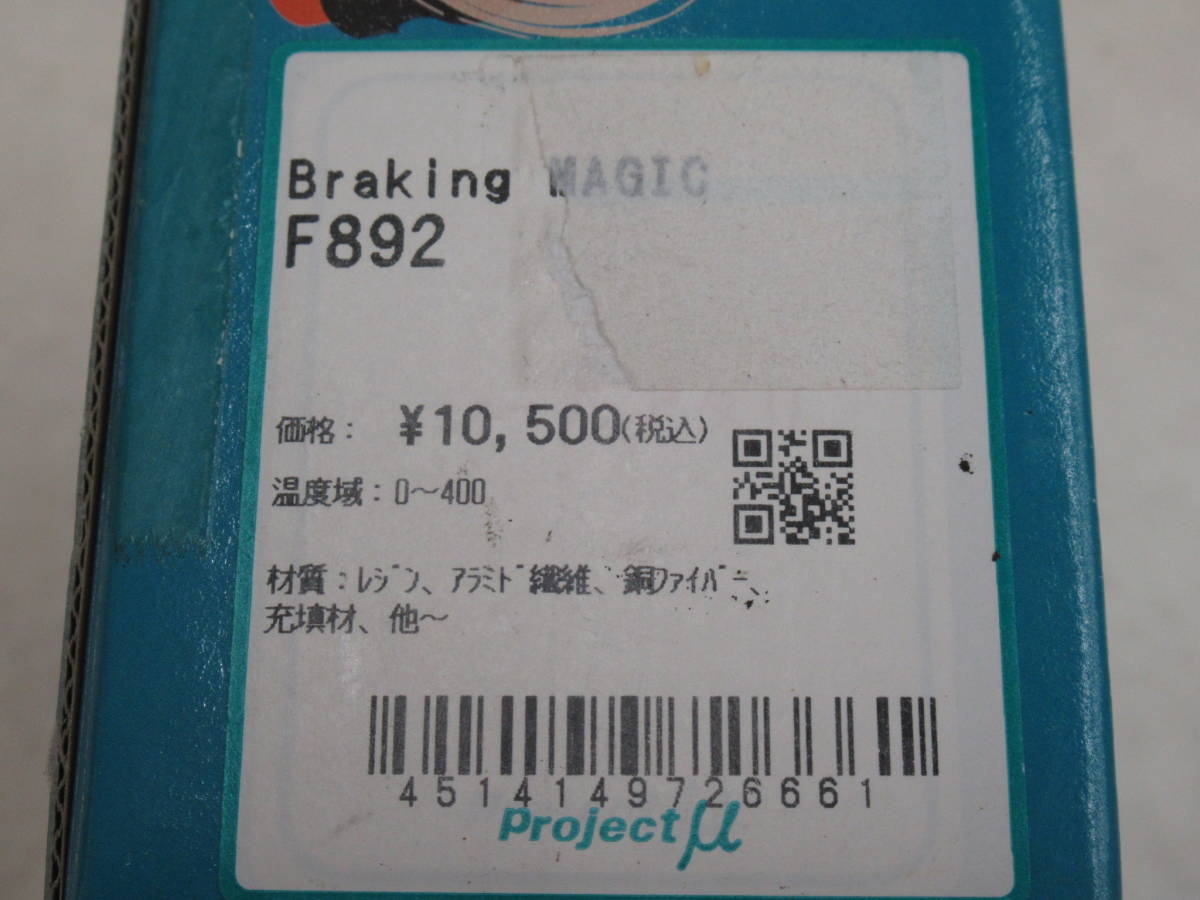 Braking MAGIC
F892
価格： ¥10,500(税込)
温度域：0～400
材質：ﾚｼﾞﾝ、ｱﾗﾐﾄﾞ繊維、銅ﾌｧｲﾊﾞｰ、
充填材、他～
4514149726661
Project μ